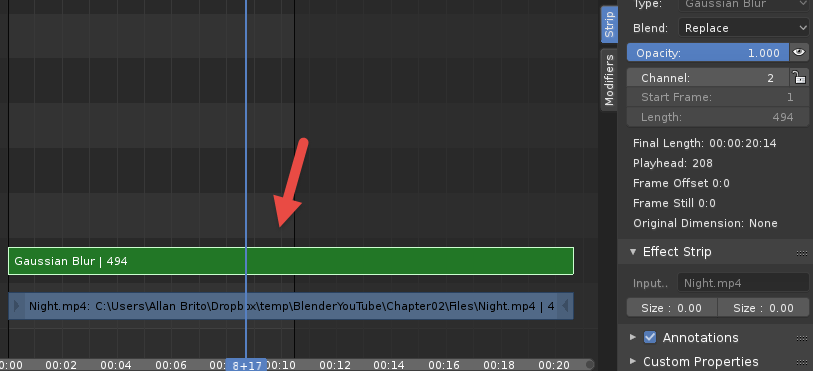 Type: Gaussian Blur
Blend: Replace
Opacity: 1.000
Channel: 2
Start Frame: 1
Length: 494
Final Length: 00:00:20:14
Playhead: 208
Frame Offset 0:0
Frame Still 0:0
Original Dimension: None
Effect Strip
Input.. Night.mp4
Size : 0.00 Size : 0.00
Annotations
Custom Properties
Strip
Modifiers
Gaussian Blur | 494
Night.mp4: C:\Users\Allan Brito\Dropbox\temp\BlenderYouTube\Chapter02\Files\Night.mp4 | 4
0:00 00:02 00:04 00:06 00: 8+17 00:10 00:12 00:14 00:16 00:18 00:20